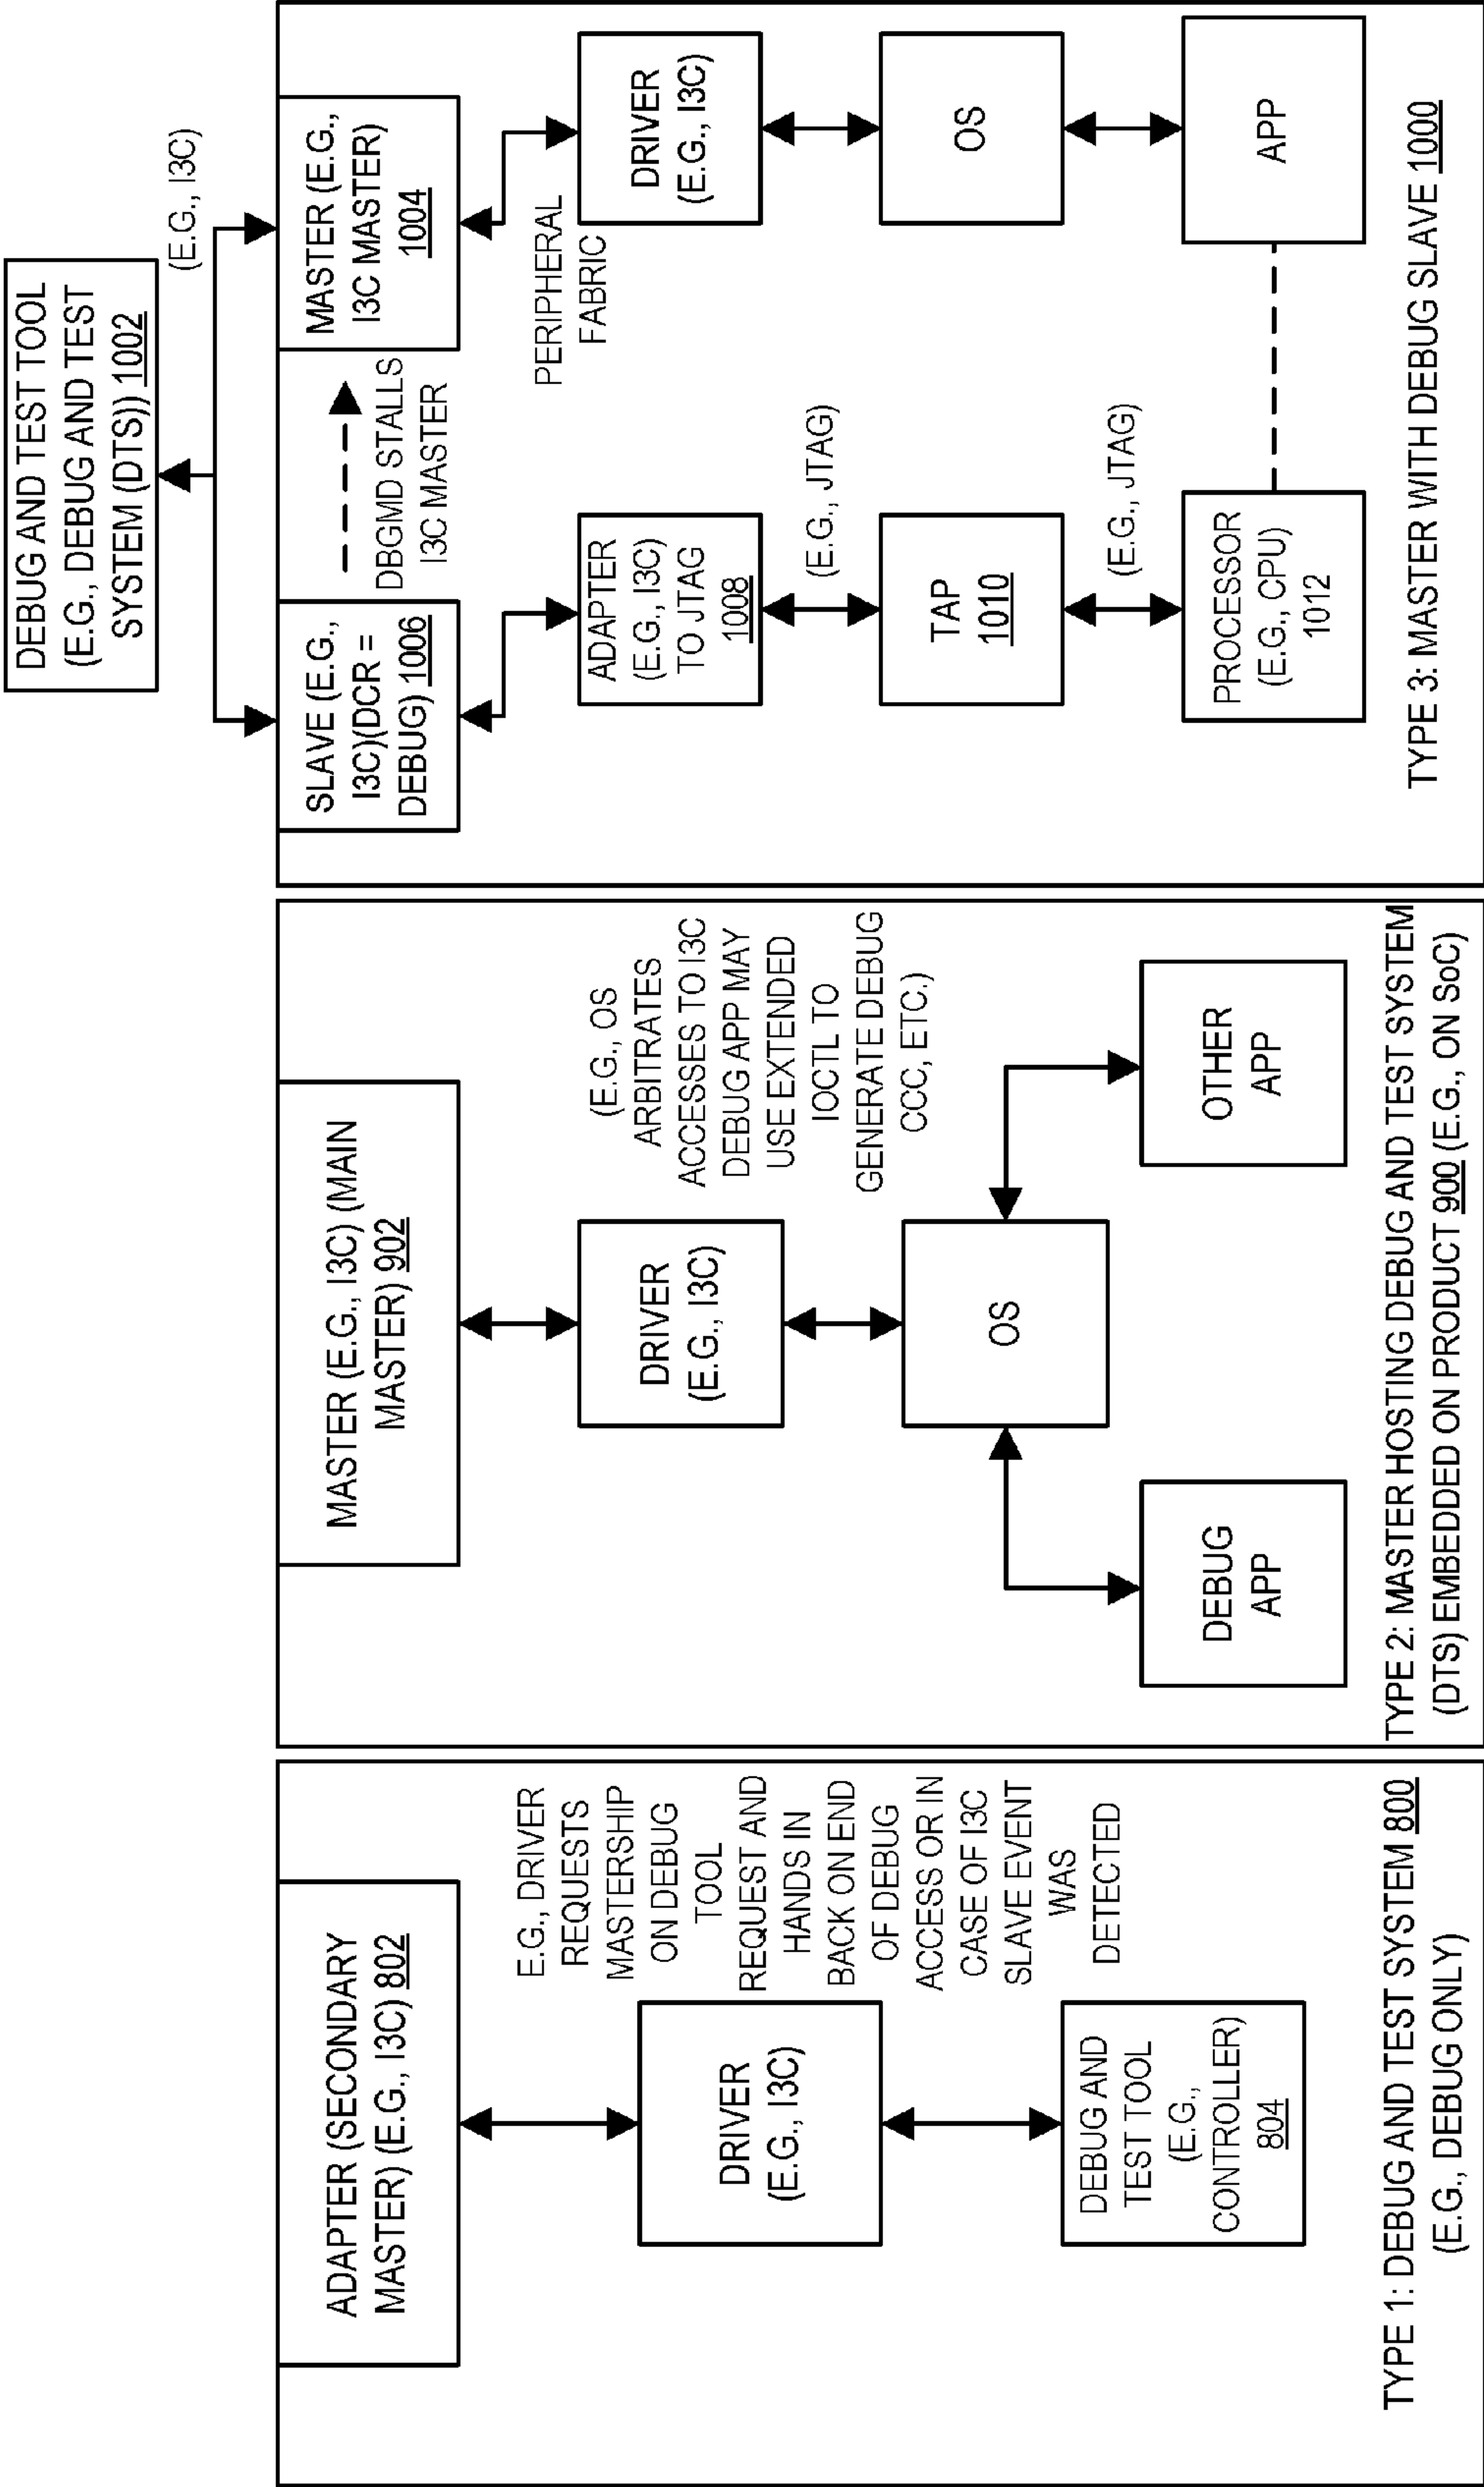 ADAPTER (SECONDARY
MASTER) (E.G., I3C) 802
E.G., DRIVER
REQUESTS
MASTERSHIP
ON DEBUG
TOOL
REQUEST AND
HANDS IN
BACK ON END
OF DEBUG
ACCESS OR IN
CASE OF I3C
SLAVE EVENT
WAS
DETECTED
DRIVER
(E.G., I3C)
DEBUG AND
TEST TOOL
(E.G.,
CONTROLLER)
804
TYPE 1: DEBUG AND TEST SYSTEM 800
(E.G., DEBUG ONLY)
MASTER (E.G., I3C) (MAIN
MASTER) 902
DRIVER
(E.G., I3C)
(E.G., OS
ARBITRATES
ACCESSES TO I3C
DEBUG APP MAY
USE EXTENDED
IOCTL TO
GENERATE DEBUG
CCC, ETC.)
OS
DEBUG
APP
OTHER
APP
TYPE 2: MASTER HOSTING DEBUG AND TEST SYSTEM
(DTS) EMBEDDED ON PRODUCT 900 (E.G., ON SoC)
DEBUG AND TEST TOOL
(E.G., DEBUG AND TEST
SYSTEM (DTS)) 1002
(E.G., I3C)
SLAVE (E.G.,
I3C)(DCR =
DEBUG) 1006
DBGMD STALLS
I3C MASTER
MASTER (E.G.,
I3C MASTER)
1004
PERIPHERAL
FABRIC
ADAPTER
(E.G., I3C)
TO JTAG
1008
DRIVER
(E.G., I3C)
(E.G., JTAG)
TAP
1010
OS
(E.G., JTAG)
PROCESSOR
(E.G., CPU)
1012
APP
TYPE 3: MASTER WITH DEBUG SLAVE 1000